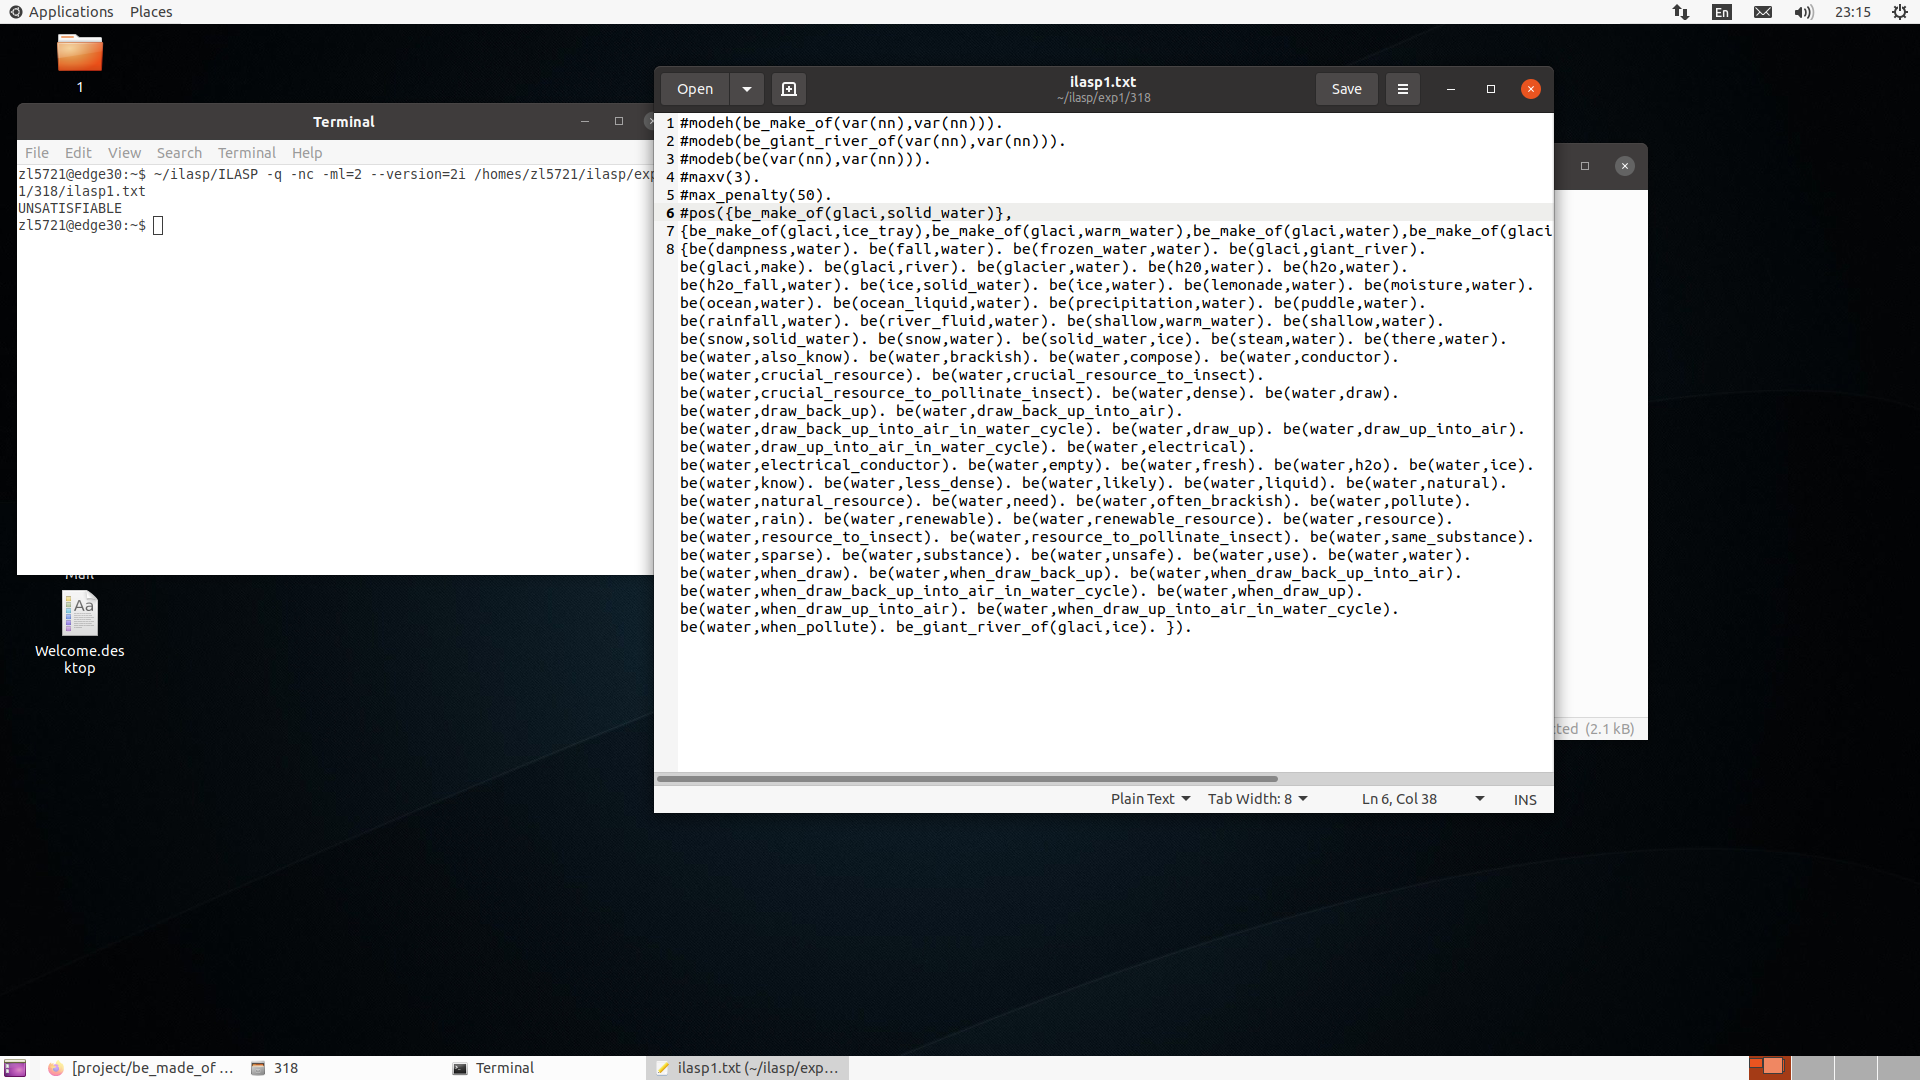 Applications Places
En 23:15
1
Terminal
File Edit View Search Terminal Help
zl5721@edge30:~$ ~/ilasp/ILASP -q -nc -ml=2 --version=2i /homes/zl5721/ilasp/exp
1/318/ilasp1.txt
UNSATISFIABLE
zl5721@edge30:~$
Welcome.des
ktop
Open
ilasp1.txt
~/ilasp/exp1/318
Save
1 #modeh(be_make_of(var(nn),var(nn))).
2 #modeb(be_giant_river_of(var(nn),var(nn))).
3 #modeb(be(var(nn),var(nn))).
4 #maxv(3).
5 #max_penalty(50).
6 #pos({be_make_of(glaci,solid_water)},
7 {be_make_of(glaci,ice_tray),be_make_of(glaci,warm_water),be_make_of(glaci,water),be_make_of(glaci
8 {be(dampness,water). be(fall,water). be(frozen_water,water). be(glaci,giant_river).
be(glaci,make). be(glaci,river). be(glacier,water). be(h20,water). be(h2o,water).
be(h2o_fall,water). be(ice,solid_water). be(ice,water). be(lemonade,water). be(moisture,water).
be(ocean,water). be(ocean_liquid,water). be(precipitation,water). be(puddle,water).
be(rainfall,water). be(river_fluid,water). be(shallow,warm_water). be(shallow,water).
be(snow,solid_water). be(snow,water). be(solid_water,ice). be(steam,water). be(there,water).
be(water,also_know). be(water,brackish). be(water,compose). be(water,conductor).
be(water,crucial_resource). be(water,crucial_resource_to_insect).
be(water,crucial_resource_to_pollinate_insect). be(water,dense). be(water,draw).
be(water,draw_back_up). be(water,draw_back_up_into_air).
be(water,draw_back_up_into_air_in_water_cycle). be(water,draw_up). be(water,draw_up_into_air).
be(water,draw_up_into_air_in_water_cycle). be(water,electrical).
be(water,electrical_conductor). be(water,empty). be(water,fresh). be(water,h2o). be(water,ice).
be(water,know). be(water,less_dense). be(water,likely). be(water,liquid). be(water,natural).
be(water,natural_resource). be(water,need). be(water,often_brackish). be(water,pollute).
be(water,rain). be(water,renewable). be(water,renewable_resource). be(water,resource).
be(water,resource_to_insect). be(water,resource_to_pollinate_insect). be(water,same_substance).
be(water,sparse). be(water,substance). be(water,unsafe). be(water,use). be(water,water).
be(water,when_draw). be(water,when_draw_back_up). be(water,when_draw_back_up_into_air).
be(water,when_draw_back_up_into_air_in_water_cycle). be(water,when_draw_up).
be(water,when_draw_up_into_air). be(water,when_draw_up_into_air_in_water_cycle).
be(water,when_pollute). be_giant_river_of(glaci,ice). }).
Plain Text Tab Width: 8 Ln 6, Col 38 INS
cted (2.1 kB)
[project/be_made_of ... 318 Terminal ilasp1.txt (~/ilasp/exp...